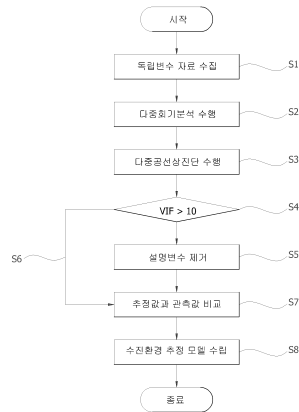 시작
독립변수 자료 수집
S1
다중회기분석 수행
S2
다중공선상진단 수행
S3
VIF > 10
S4
S6
설명변수 제거
S5
추정값과 관측값 비교
S7
수진환경 추정 모델 수립
S8
종료